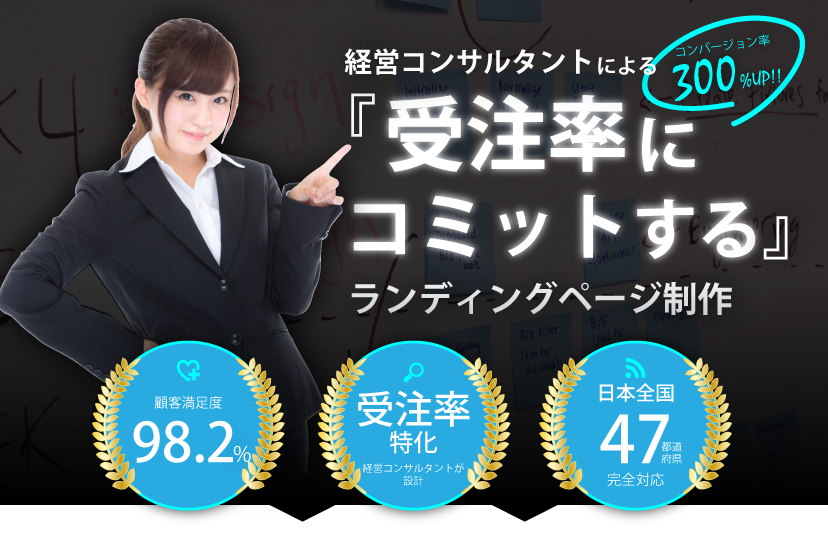 コンバージョン率
300%UP!!
経営コンサルタントによる
『受注率に
コミットする』
ランディングページ制作
顧客満足度
98.2%
受注率
特化
経営コンサルタントが
設計
日本全国
47都道
府県
完全対応